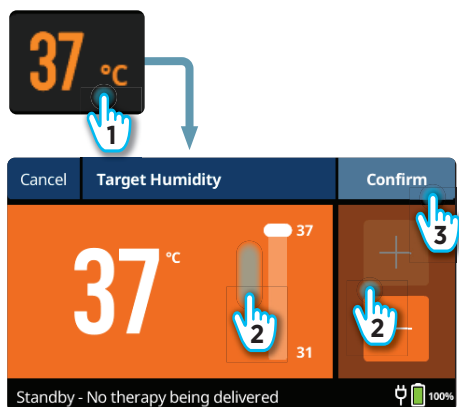 37 °C
1
Cancel Target Humidity Confirm
37
3
37 °C
2
2
31
Standby - No therapy being delivered 100%